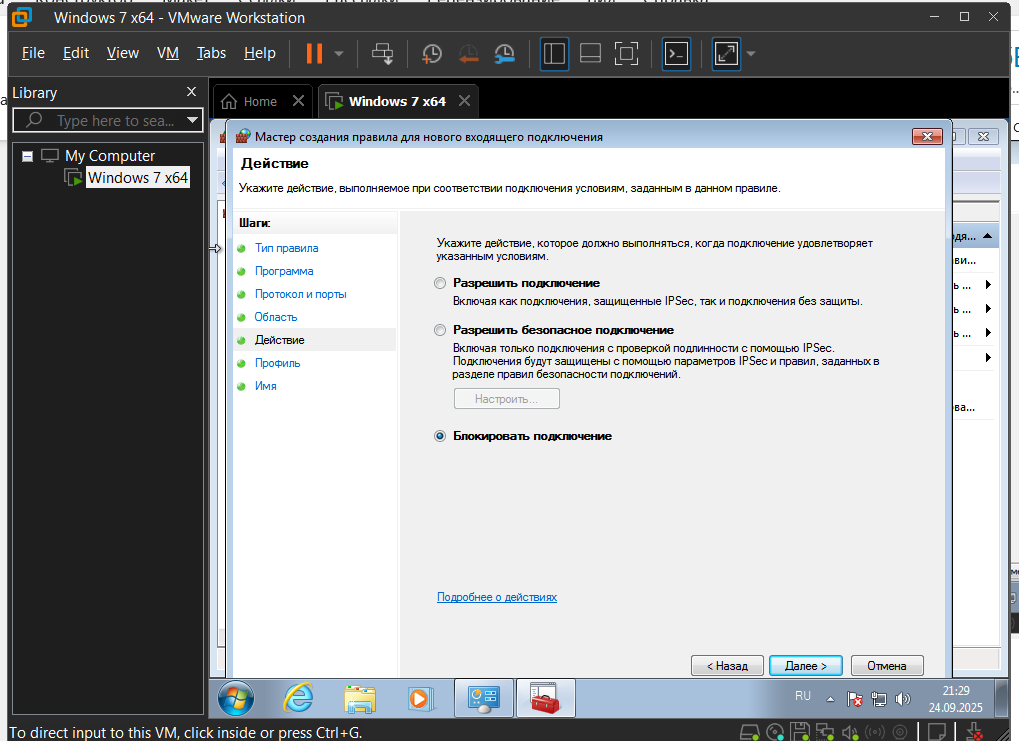 Windows 7 x64 - VMware Workstation
File Edit View VM Tabs Help
Library
Home
Windows 7 x64
Type here to sea...
My Computer
Windows 7 x64
Мастер создания правила для нового входящего подключения
Действие
Укажите действие, выполняемое при соответствии подключения условиям, заданным в данном правиле.
Шаги:
Тип правила
Программа
Протокол и порты
Область
Действие
Профиль
Имя
Укажите действие, которое должно выполняться, когда подключение удовлетворяет
указанным условиям.
Разрешить подключение
Включая как подключения, защищенные IPSec, так и подключения без защиты.
Разрешить безопасное подключение
Включая только подключения с проверкой подлинности с помощью IPSec.
Подключения будут защищены с помощью параметров IPSec и правил, заданных в
разделе правил безопасности подключений.
Настроить...
Блокировать подключение
Подробнее о действиях
< Назад
Далее >
Отмена
RU
21:29
24.09.2025
To direct input to this VM, click inside or press Ctrl+G.